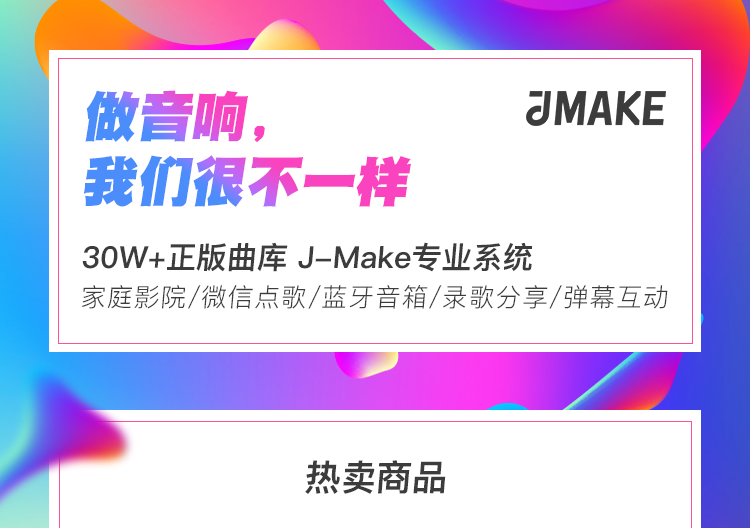 做音响,
JMAKE
我们很不一样
30W+正版曲库 J-Make专业系统
家庭影院/微信点歌/蓝牙音箱/录歌分享/弹幕互动
热卖商品